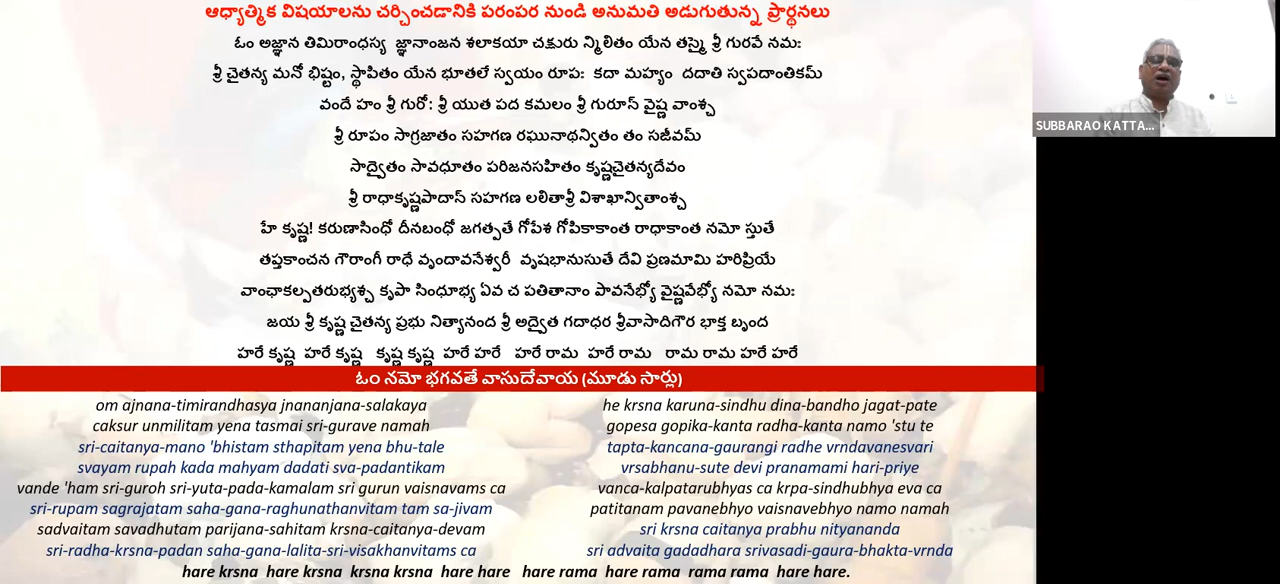 ఆధ్యాత్మిక విషయాలను చర్చించడానికి పరంపర నుండి అనుమతి అడుగుతున్న ప్రార్థనలు
ఓం అజ్ఞాన తిమిరాంధస్య జ్ఞానాంజన శలాకయా చక్షురు న్మిలితం యేన తస్మై శ్రీ గురవే నమః
శ్రీ చైతన్య మనో భిష్టం, స్థాపితం యేన భూతలే స్వయం రూపః కదా మహ్యం దదాతి స్వపదాంతికమ్
వందే హం శ్రీ గురో: శ్రీ యుత పద కమలం శ్రీ గురూన్ వైష్ణ వాంశ్చ
శ్రీ రూపం సాగ్రజాతం సహగణ రఘునాథన్వితం తం సజీవమ్
సాద్వైతం సావధూతం పరిజనసహితం కృష్ణచైతన్యదేవం
శ్రీ రాధాకృష్ణపాదాన్ సహగణ లలితాశ్రీ విశాఖాన్వితాంశ్చ
హే కృష్ణ! కరుణాసింధో దీనబంధో జగత్పతే గోపేశ గోపికాకాంత రాధాకాంత నమో స్తుతే
తప్తకాంచన గౌరాంగీ రాధే వృందావనేశ్వరీ వృషభానుసుతే దేవి ప్రణమామి హరిప్రియే
వాంఛాకల్పతరుభ్యశ్చ కృపా సింధూభ్య ఏవ చ పతితానాం పావనేభ్యో వైష్ణవేభ్యో నమో నమః
జయ శ్రీ కృష్ణ చైతన్య ప్రభు నిత్యానంద శ్రీ అద్వైత గదాధర శ్రీవాసాదిగౌర భాక్త బృంద
హరే కృష్ణ హరే కృష్ణ కృష్ణ కృష్ణ హరే హరే హరే రామ హరే రామ రామ రామ హరే హరే
ఓం నమో భగవతే వాసుదేవాయ (మూడు సార్లు)
om ajnana-timirandhasya jnananjana-salakaya
caksur unmilitam yena tasmai sri-gurave namah
sri-caitanya-mano 'bhistam sthapitam yena bhu-tale
svayam rupah kada mahyam dadati sva-padantikam
vande 'ham sri-guroh sri-yuta-pada-kamalam sri gurun vaisnavams ca
sri-rupam sagrajatam saha-gana-raghunathanvitam tam sa-jivam
sadvaitam savadhutam parijana-sahitam krsna-caitanya-devam
sri-radha-krsna-padan saha-gana-lalita-sri-visakhanvitams ca
he krsna karuna-sindhu dina-bandho jagat-pate
gopesa gopika-kanta radha-kanta namo 'stu te
tapta-kancana-gaurangi radhe vrndavanesvari
vrsabhanu-sute devi pranamami hari-priye
vanca-kalpatarubhyas ca krpa-sindhubhya eva ca
patitanam pavanebhyo vaisnavebhyo namo namah
sri krsna caitanya prabhu nityananda
sri advaita gadadhara srivasadi-gaura-bhakta-vrnda
hare krsna hare krsna krsna krsna hare hare hare rama hare rama rama rama hare hare.
SUBBARAO KATTA...